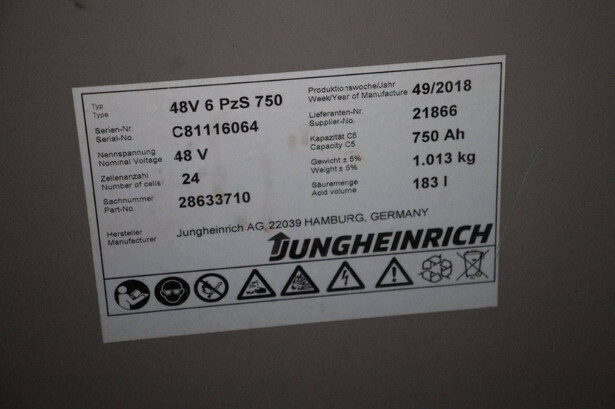 Typ
Type
48V 6 PzS 750
Produktionswoche/Jahr
Week/Year of Manufacture
49/2018
Serien-Nr.
Serial-No.
C81116064
Lieferanten-Nr.
Supplier-No.
21866
Nennspannung
Nominal Voltage
48 V
Kapazität C5
Capacity C5
750 Ah
Zellenanzahl
Number of cells
24
Gewicht ± 5%
Weight ± 5%
1.013 kg
Sachnummer
Part-No.
28633710
Säuremenge
Acid volume
183 l
Hersteller
Manufacturer
Jungheinrich AG, 22039 HAMBURG, GERMANY
JUNGHEINRICH